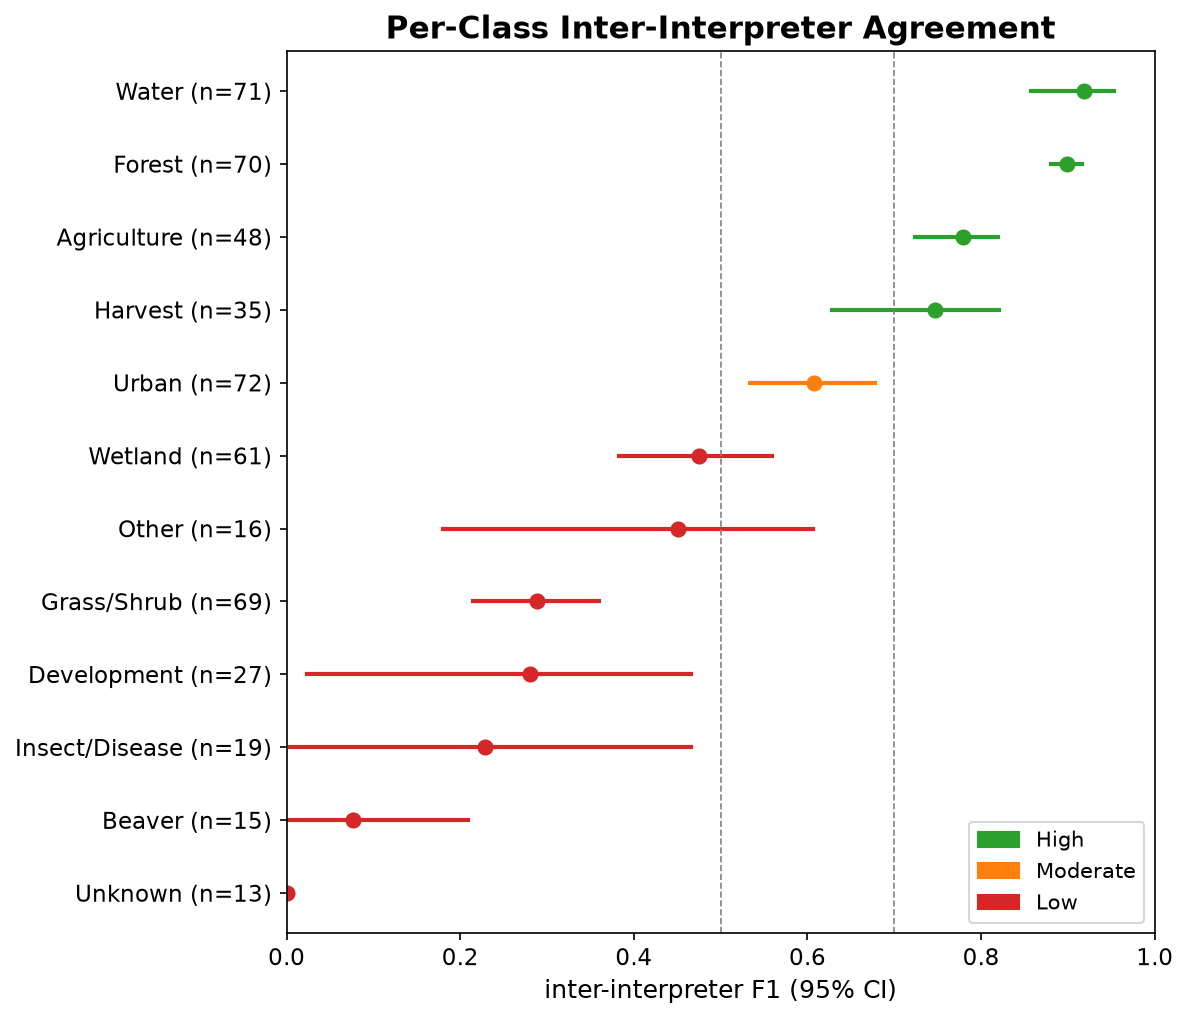 Per-Class Inter-Interpreter Agreement
Water (n=71)
Forest (n=70)
Agriculture (n=48)
Harvest (n=35)
Urban (n=72)
Wetland (n=61)
Other (n=16)
Grass/Shrub (n=69)
Development (n=27)
Insect/Disease (n=19)
Beaver (n=15)
Unknown (n=13)
High
Moderate
Low
0.0 0.2 0.4 0.6 0.8 1.0
inter-interpreter F1 (95% CI)